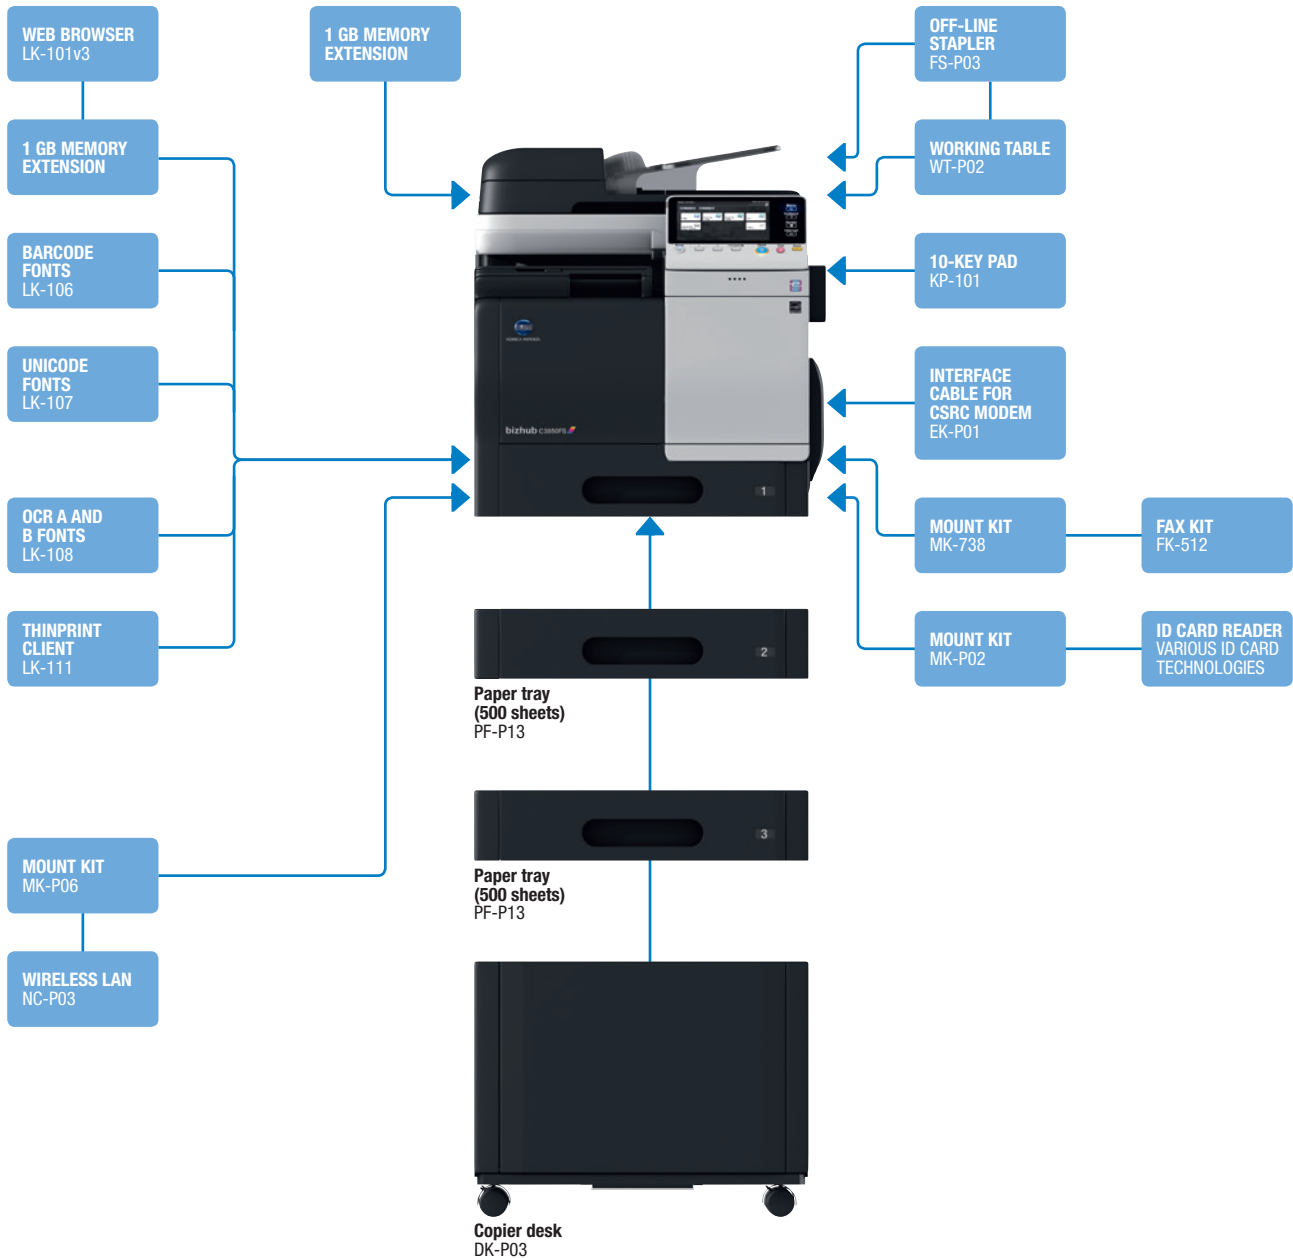 WEB BROWSER
LK-101v3
1 GB MEMORY
EXTENSION
BARCODE
FONTS
LK-106
UNICODE
FONTS
LK-107
OCR A AND
B FONTS
LK-108
THINPRINT
CLIENT
LK-111
MOUNT KIT
MK-P06
WIRELESS LAN
NC-P03
1 GB MEMORY
EXTENSION
KONICA MINOLTA
bizhub C3850FS
1
2
Paper tray
(500 sheets)
PF-P13
3
Paper tray
(500 sheets)
PF-P13
Copier desk
DK-P03
OFF-LINE
STAPLER
FS-P03
WORKING TABLE
WT-P02
10-KEY PAD
KP-101
INTERFACE
CABLE FOR
CSRC MODEM
EK-P01
MOUNT KIT
MK-738
FAX KIT
FK-512
MOUNT KIT
MK-P02
ID CARD READER
VARIOUS ID CARD
TECHNOLOGIES